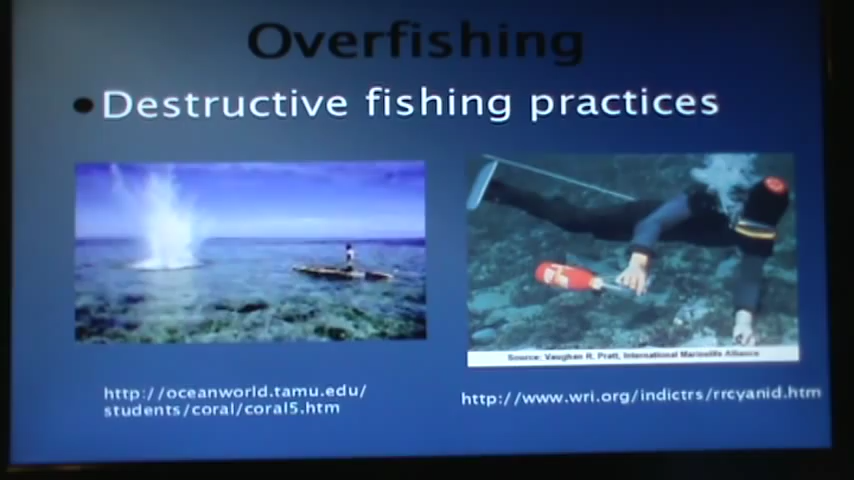 Overfishing
•Destructive fishing practices
Source: Vaughan R. Pratt, International Marinelife Alliance
http://oceanworld.tamu.edu/
students/coral/coral5.htm
http://www.wri.org/indictrs/rrcyanid.htm